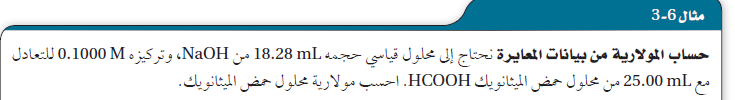 مثال 6-3
حساب المولارية من بيانات المعايرة نحتاج إلى محلول قياسي حجمه 18.28 mL من NaOH، وتركيزه 0.1000 M للتعادل
مع 25.00 mL من محلول حمض الميثانويك HCOOH. احسب مولارية محلول حمض الميثانويك.